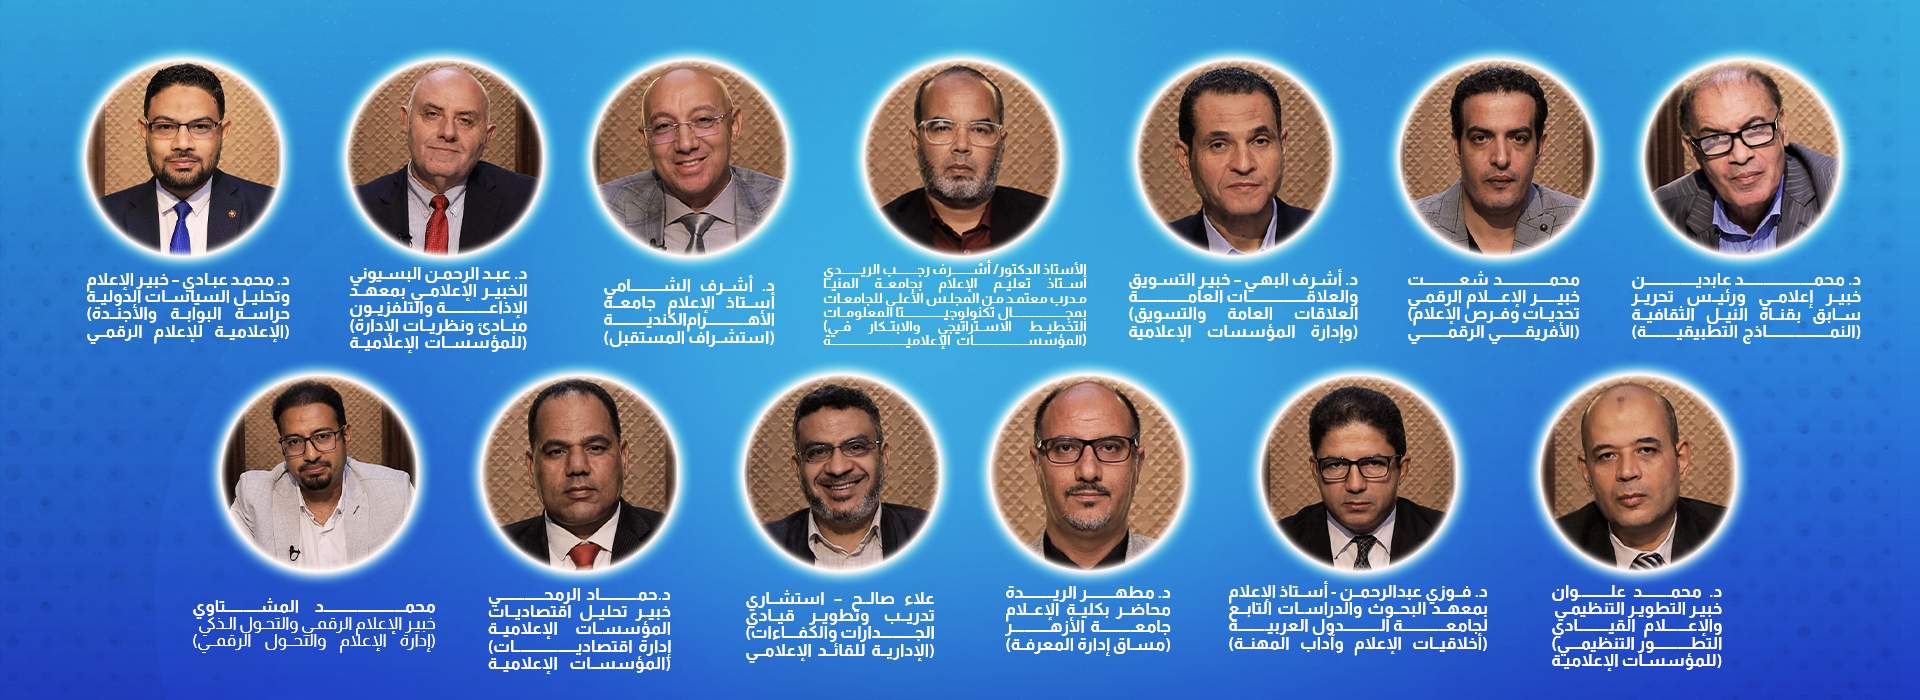 د. محمد عابدين
خبير إعلامي ورئيس تحرير
سابق بقناة النيل الثقافية
(النماذج التطبيقية)
محمد شعت
خبير الإعلام الرقمي
(تحديات وفرص الإعلام
الأفريقي الرقمي)
د. أشرف البهي – خبير التسويق
والعلاقات العامة
(العلاقات العامة والتسويق
وإدارة المؤسسات الإعلامية)
الأستاذ الدكتور/ أشرف رجب الريدي
أستاذ تعليم الإعلام بجامعة المنيا
مدرب معتمد من المجلس الأعلى للجامعات
بمجال تكنولوجيتا المعلومات
(التخطيط الاستراتيجي والابتكار في
المؤسسات الإعلامية)
د. أشرف الشامي
أستاذ الإعلام جامعة
الأهرام الكندية
(استشراف المستقبل)
د. عبد الرحمن البسيوني
الخبير الإعلامي بمعهد
الإذاعة والتلفزيون
(مبادئ ونظريات الإدارة
للمؤسسات الإعلامية)
د. محمد عبادي – خبير الإعلام
وتحليل السياسات الدولية
(حراسة البوابة والأجندة
الإعلامية للإعلام الرقمي)
د. محمد علوان
خبير التطوير التنظيمي
والإعلام القيادي
(التطور التنظيمي
للمؤسسات الإعلامية)
د. فوزي عبدالرحمن - أستاذ الإعلام
بمعهد البحوث والدراسات التابع
لجامعة الدول العربية
(أخلاقيات الإعلام وآداب المهنة)
د. مطهر الريدة
محاضر بكلية الإعلام
جامعة الأزهر
(مساق إدارة المعرفة)
علاء صالح – استشاري
تدريب وتطوير قيادي
(الجدارات والكفاءات
الإدارية للقائد الإعلامي)
د.حماد الرمحي
خبير تحليل اقتصاديات
المؤسسات الإعلامية
(إدارة اقتصاديات
المؤسسات الإعلامية)
محمد المشتاوي
خبير الإعلام الرقمي والتحول الذكي
(إدارة الإعلام والتحول الرقمي)